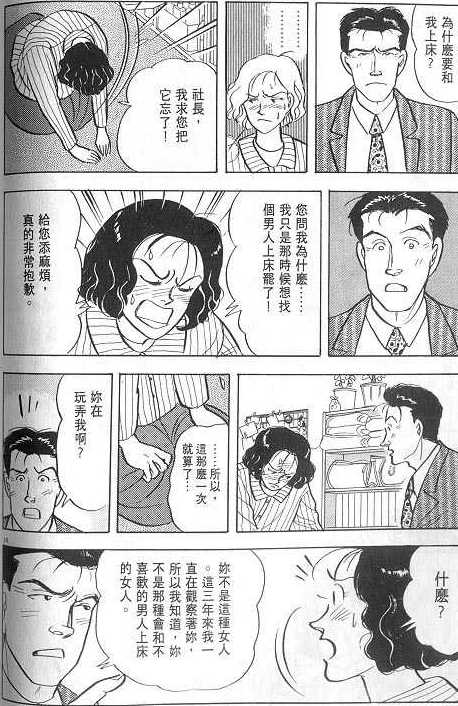 為什麼要和
我上床？
…………
…………
社長，
我求您把
它忘了！
您問我為什麼……
我只是那時候想找
個男人上床罷了！
給您添麻煩，
真的非常抱歉。
……所以，
這那麼一次
就算了…
妳在
玩弄我啊？
什麼？
妳不是這種女人
。這三年來我一
直在觀察著妳，
所以我知道，妳
不是那種會和不
喜歡的男人上床
的女人。